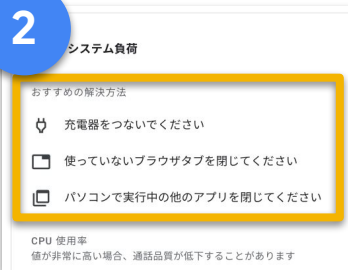 2
システム負荷
おすすめの解決方法
充電器をつないでください
使っていないブラウザタブを閉じてください
パソコンで実行中の他のアプリを閉じてください
CPU 使用率
値が非常に高い場合、通話品質が低下することがあります